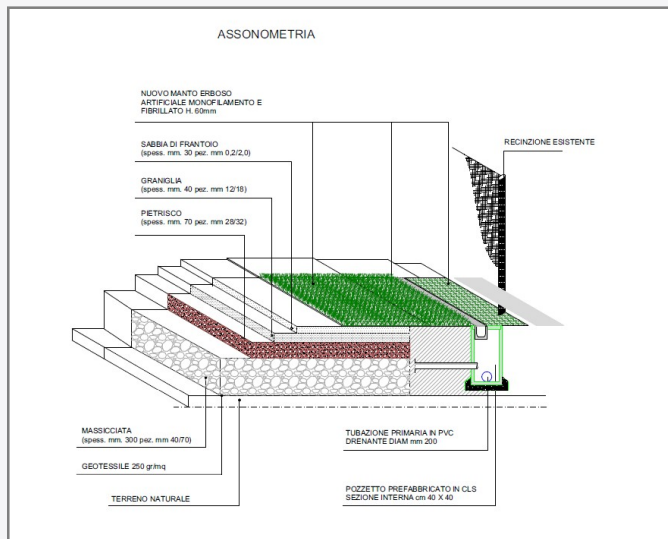 ASSONOMETRIA
NUOVO MANTO ERBOSO
ARTIFICIALE MONOFILAMENTO E
FIBRILLATO H. 60mm
RECINZIONE ESISTENTE
SABBIA DI FRANTOIO
(spess. mm. 30 pez. mm 0,2/2,0)
GRANIGLIA
(spess. mm. 40 pez. mm 12/18)
PIETRISCO
(spess. mm. 70 pez. mm 28/32)
MASSICCIATA
(spess. mm. 300 pez. mm 40/70)
GEOTESSILE 250 gr/mq
TERRENO NATURALE
TUBAZIONE PRIMARIA IN PVC
DRENANTE DIAM mm 200
POZZETTO PREFABBRICATO IN CLS
SEZIONE INTERNA cm 40 X 40